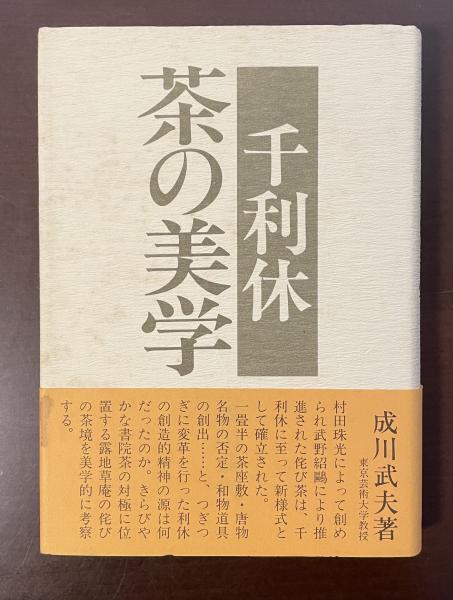 千利休
茶の美学
成川武夫著
東京芸術大学教授
村田珠光によって創め
られ武野紹鷗により推
進された侘び茶は、千
利休に至って新様式と
して確立された。
一畳半の茶座敷・唐物
名物の否定・和物道具
の創出……と、つぎつ
ぎに変革を行った利休
の創造的精神の源は何
だったのか。きらびや
かな書院茶の対極に位
置する露地草庵の侘び
の茶境を美学的に考察
する。